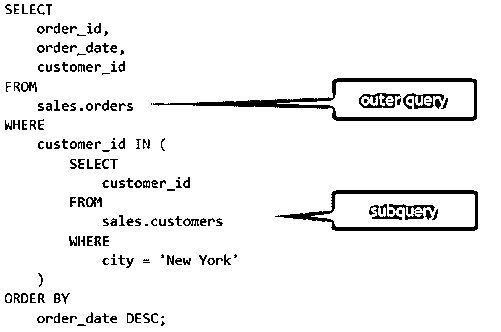 SELECT
    order_id,
    order_date,
    customer_id
FROM
    sales.orders
outer query
WHERE
    customer_id IN (
        SELECT
            customer_id
        FROM
            sales.customers
subquery
        WHERE
            city = 'New York'
    )
ORDER BY
    order_date DESC;